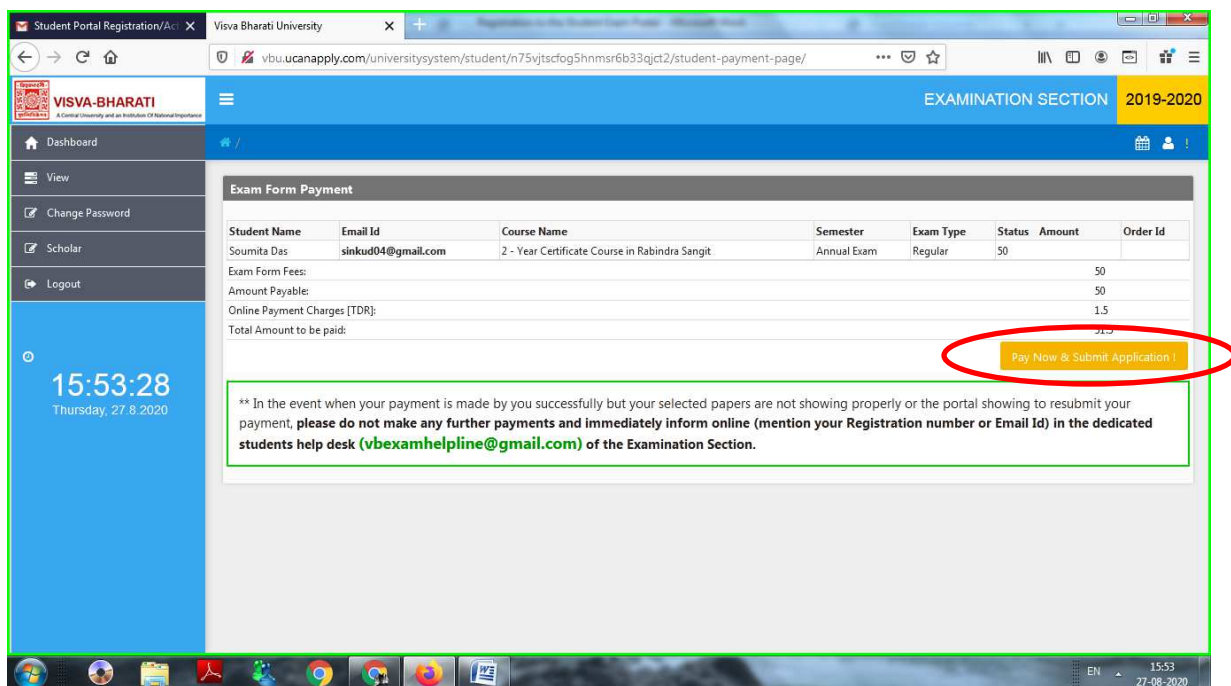 Student Portal Registration/Act
Visva Bharati University
vbu.ucanapply.com/universitysystem/student/n75vjtscfog5hnmsr6b33qjct2/student-payment-page/
VISVA-BHARATI
A Central University and an Institution Of National Importance
EXAMINATION SECTION 2019-2020
Dashboard
View
Change Password
Scholar
Logout
15:53:28
Thursday, 27.8.2020
Exam Form Payment
Student Name Email Id Course Name Semester Exam Type Status Amount Order Id
Soumita Das sinkud04@gmail.com 2 - Year Certificate Course in Rabindra Sangit Annual Exam Regular 50
Exam Form Fees: 50
Amount Payable: 50
Online Payment Charges [TDR]: 1.5
Total Amount to be paid: 51.5
Pay Now & Submit Application !
** In the event when your payment is made by you successfully but your selected papers are not showing properly or the portal showing to resubmit your
payment, please do not make any further payments and immediately inform online (mention your Registration number or Email Id) in the dedicated
students help desk (vbexamhelpline@gmail.com) of the Examination Section.
EN
15:53
27-08-2020